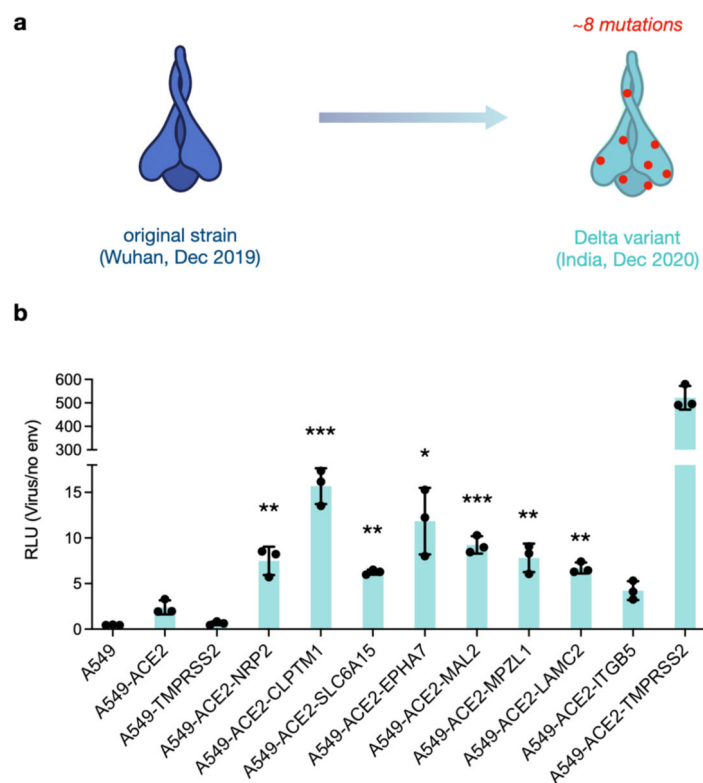 a
~8 mutations
original strain
(Wuhan, Dec 2019)
Delta variant
(India, Dec 2020)
b
RLU (Virus/no env)
600
500
400
300
15
10
5
0
**
***
**
*
***
**
**
A549
A549-ACE2
A549-TMPRSS2
A549-ACE2-NRP2
A549-ACE2-CLPTM1
A549-ACE2-SLC6A15
A549-ACE2-EPHA7
A549-ACE2-MAL2
A549-ACE2-MPZL1
A549-ACE2-LAMC2
A549-ACE2-ITGB5
A549-ACE2-TMPRSS2